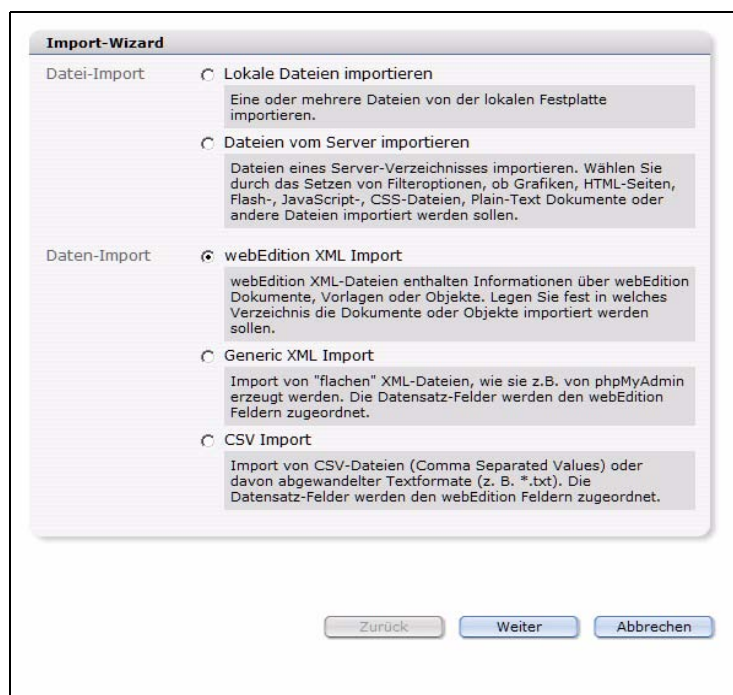 Import-Wizard
Datei-Import
Lokale Dateien importieren
Eine oder mehrere Dateien von der lokalen Festplatte
importieren.
Dateien vom Server importieren
Dateien eines Server-Verzeichnisses importieren. Wählen Sie
durch das Setzen von Filteroptionen, ob Grafiken, HTML-Seiten,
Flash-, JavaScript-, CSS-Dateien, Plain-Text Dokumente oder
andere Dateien importiert werden sollen.
Daten-Import
webEdition XML Import
webEdition XML-Dateien enthalten Informationen über webEdition
Dokumente, Vorlagen oder Objekte. Legen Sie fest in welches
Verzeichnis die Dokumente oder Objekte importiert werden
sollen.
Generic XML Import
Import von "flachen" XML-Dateien, wie sie z.B. von phpMyAdmin
erzeugt werden. Die Datensatz-Felder werden den webEdition
Feldern zugeordnet.
CSV Import
Import von CSV-Dateien (Comma Separated Values) oder
davon abgewandelter Textformate (z. B. *.txt). Die
Datensatz-Felder werden den webEdition Feldern zugeordnet.
Zurück
Weiter
Abbrechen